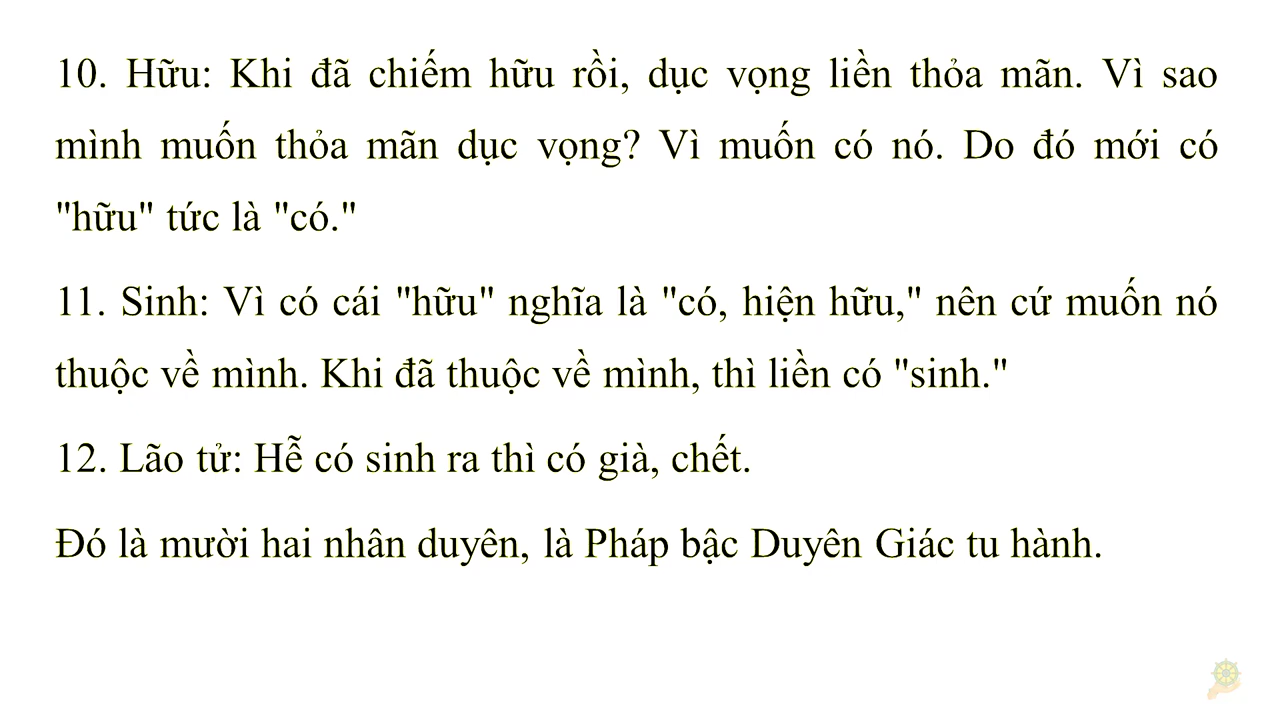 10. Hữu: Khi đã chiếm hữu rồi, dục vọng liền thỏa mãn. Vì sao
mình muốn thỏa mãn dục vọng? Vì muốn có nó. Do đó mới có
"hữu" tức là "có."
11. Sinh: Vì có cái "hữu" nghĩa là "có, hiện hữu," nên cứ muốn nó
thuộc về mình. Khi đã thuộc về mình, thì liền có "sinh."
12. Lão tử: Hễ có sinh ra thì có già, chết.
Đó là mười hai nhân duyên, là Pháp bậc Duyên Giác tu hành.